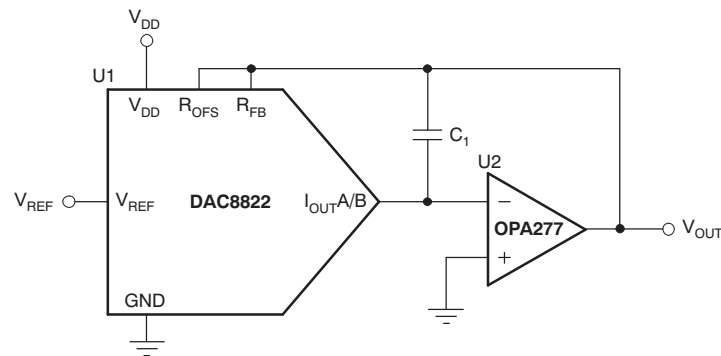 V_DD
U1
V_DD R_OFS R_FB
C_1
U2
V_REF V_REF DAC8822 I_OUT A/B − OPA277 V_OUT
+
GND